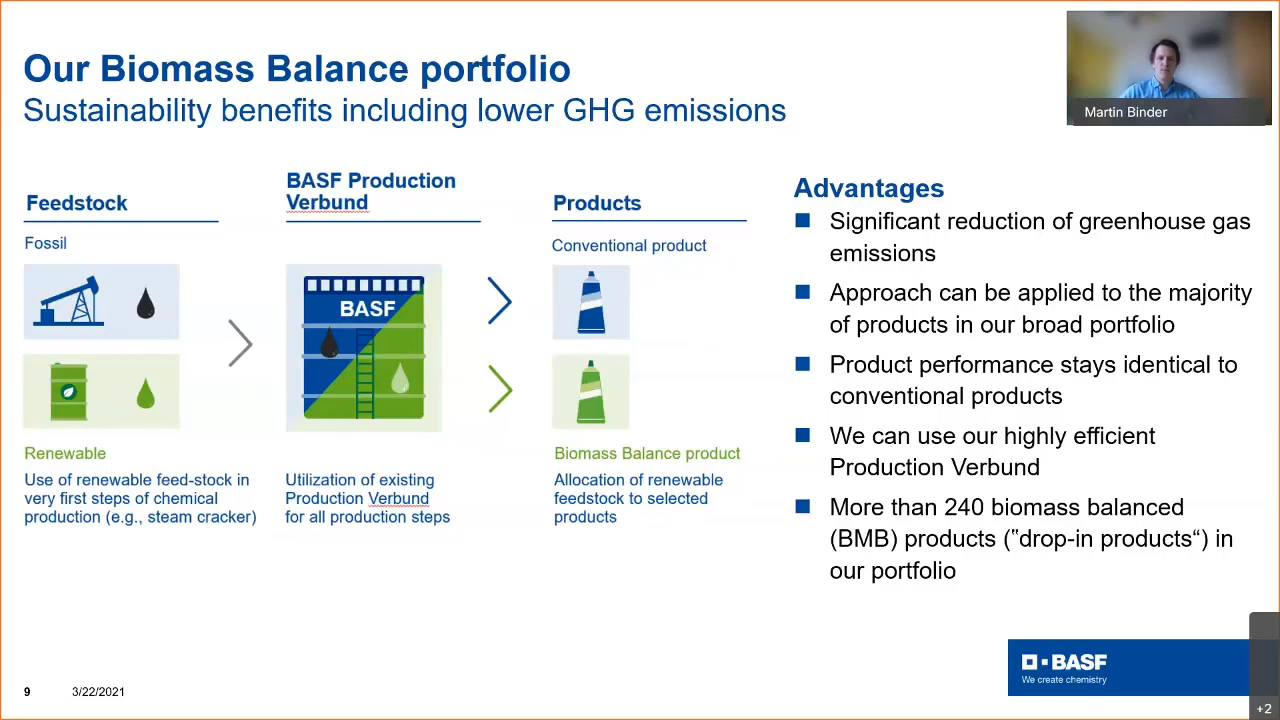 Our Biomass Balance portfolio
Sustainability benefits including lower GHG emissions
Martin Binder
Feedstock
Fossil
Renewable
Use of renewable feed-stock in
very first steps of chemical
production (e.g., steam cracker)
BASF Production
Verbund
BASF
Utilization of existing
Production Verbund
for all production steps
Products
Conventional product
Biomass Balance product
Allocation of renewable
feedstock to selected
products
Advantages
Significant reduction of greenhouse gas
emissions
Approach can be applied to the majority
of products in our broad portfolio
Product performance stays identical to
conventional products
We can use our highly efficient
Production Verbund
More than 240 biomass balanced
(BMB) products (‟drop-in products“) in
our portfolio
9 3/22/2021
BASF
We create chemistry
+2